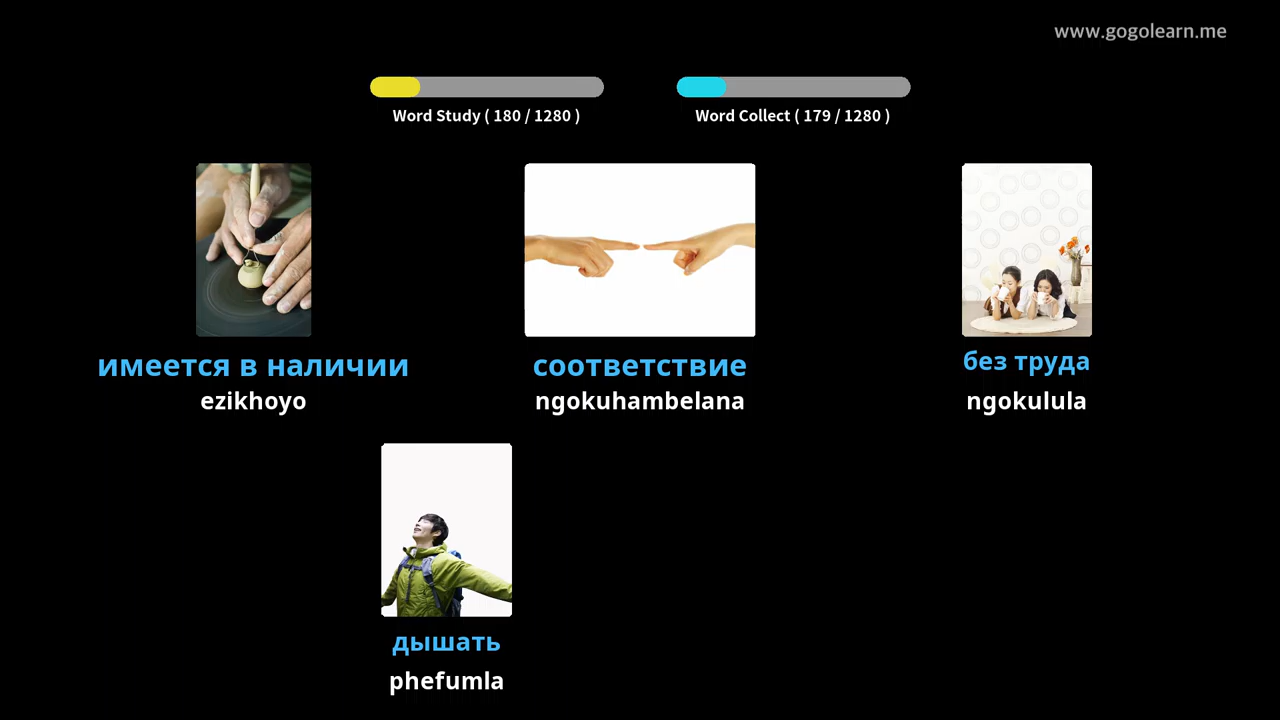 www.gogolearn.me
Word Study ( 180 / 1280 )
Word Collect ( 179 / 1280 )
имеется в наличии
ezikhoyo
соответствие
ngokuhambelana
без труда
ngokulula
дышать
phefumla